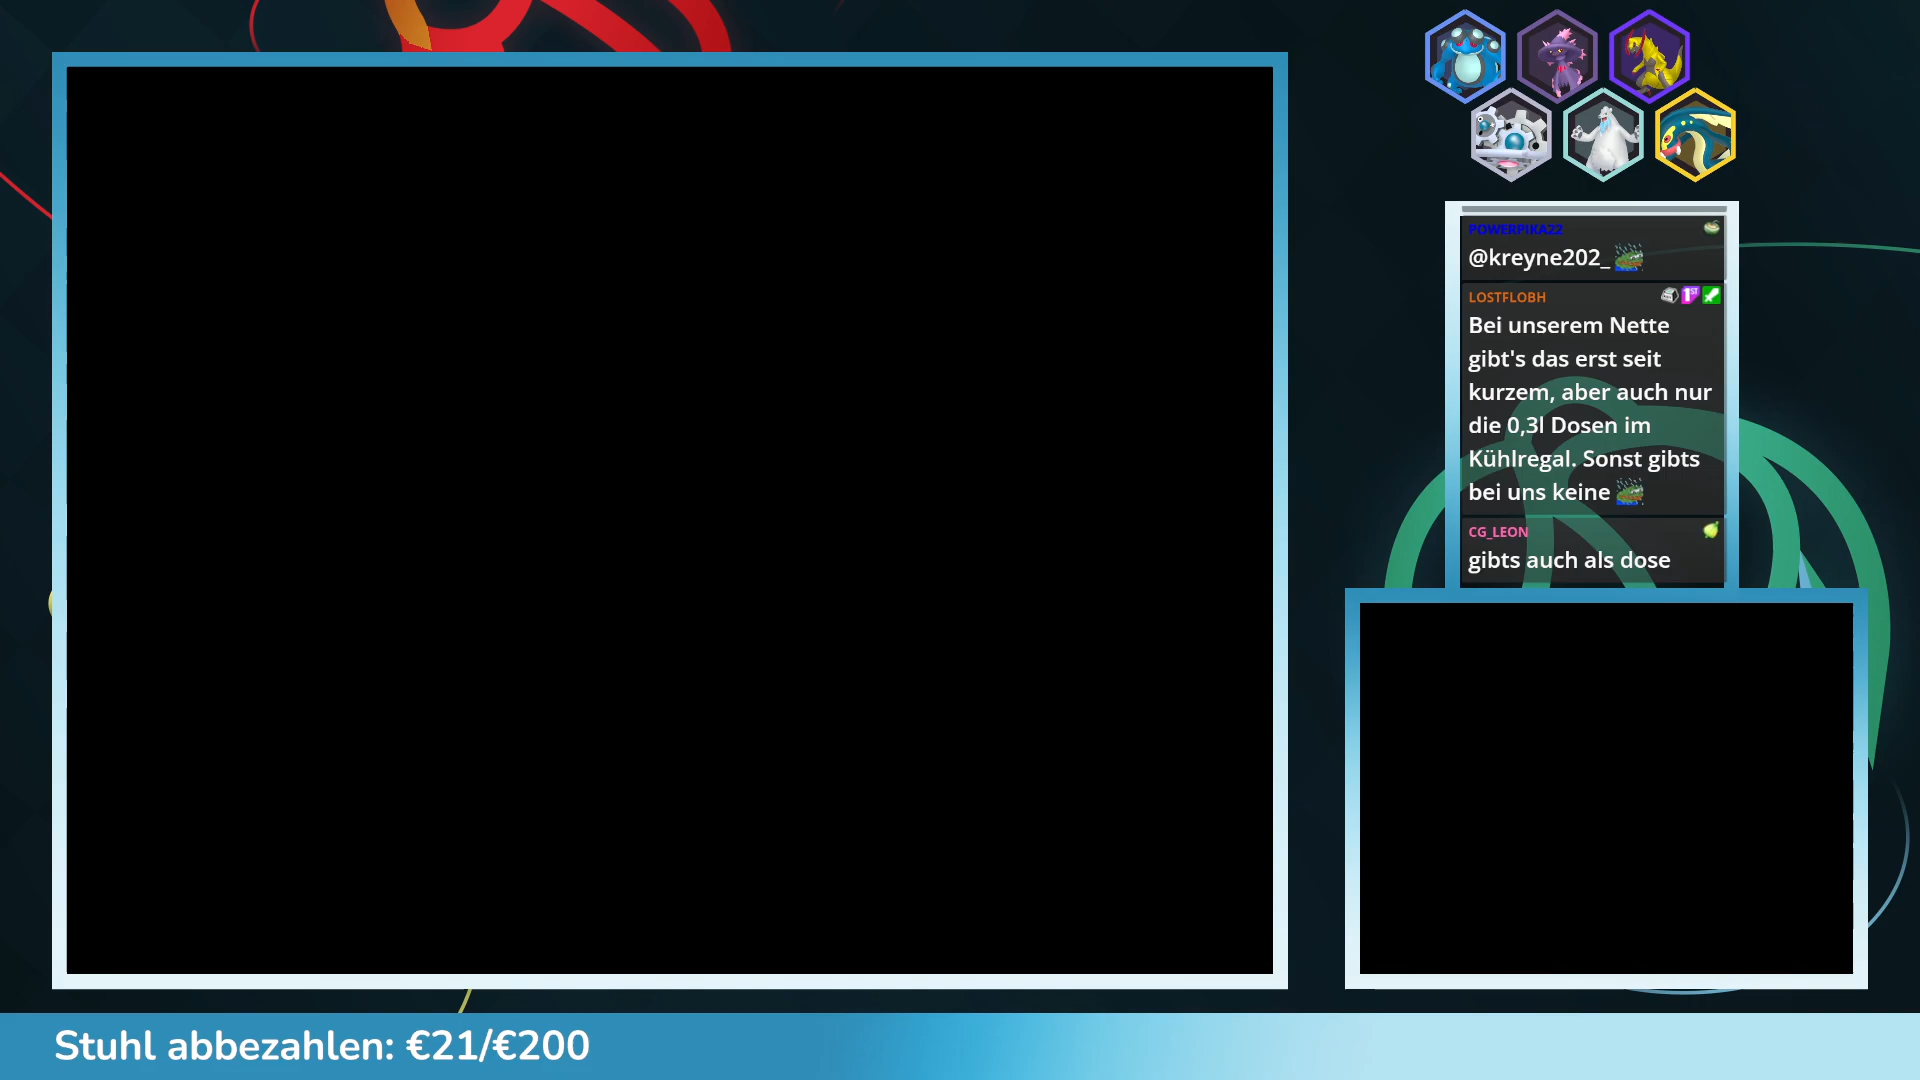 POWERPIKA22
@kreyne202_
LOSTFLOBH
1ST
Bei unserem Nette
gibt's das erst seit
kurzem, aber auch nur
die 0,3l Dosen im
Kühlregal. Sonst gibts
bei uns keine
CG_LEON
gibts auch als dose
Stuhl abbezahlen: €21/€200